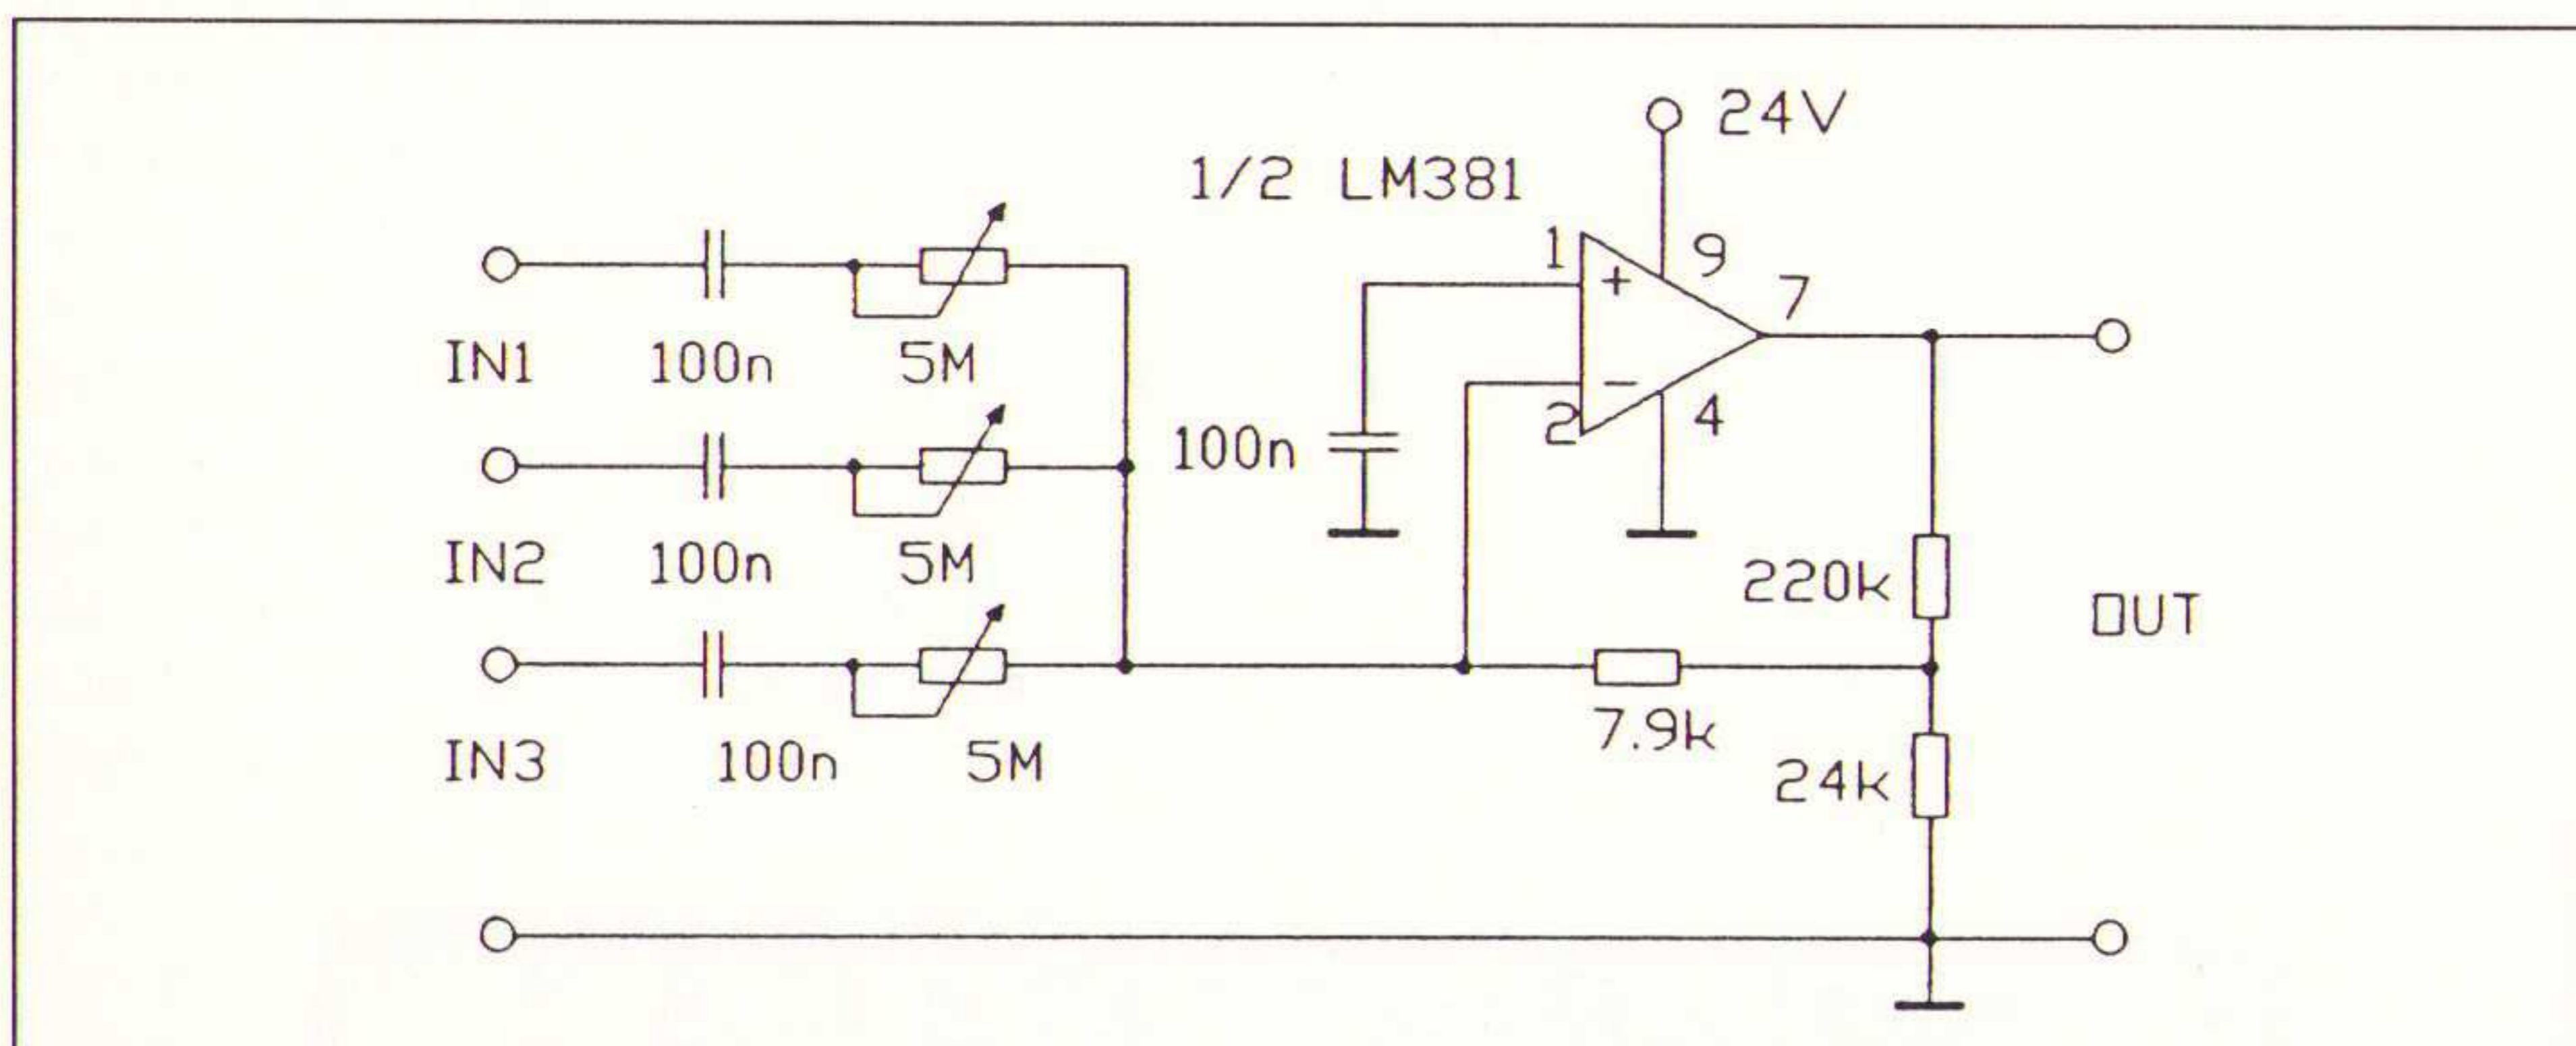 24V
1/2 LM381
1
9
+
7
IN1 100n 5M
-
2
4
100n
IN2 100n 5M
220k
OUT
7.9k
IN3 100n 5M
24k